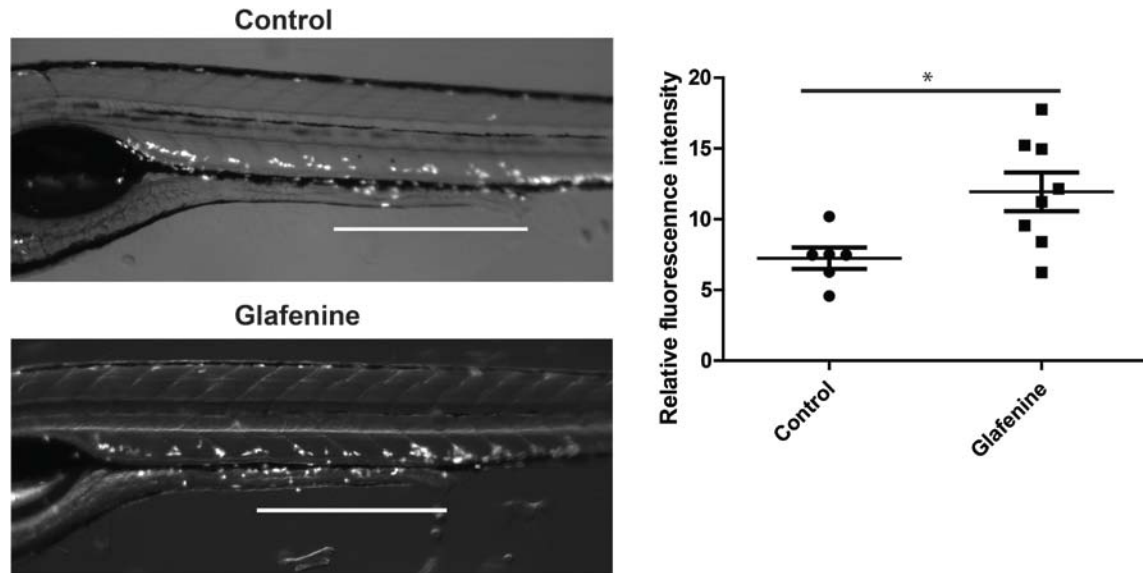 Control
Glafenine
Relative fluorescennce intensity
20
15
10
5
0
*
Control
Glafenine